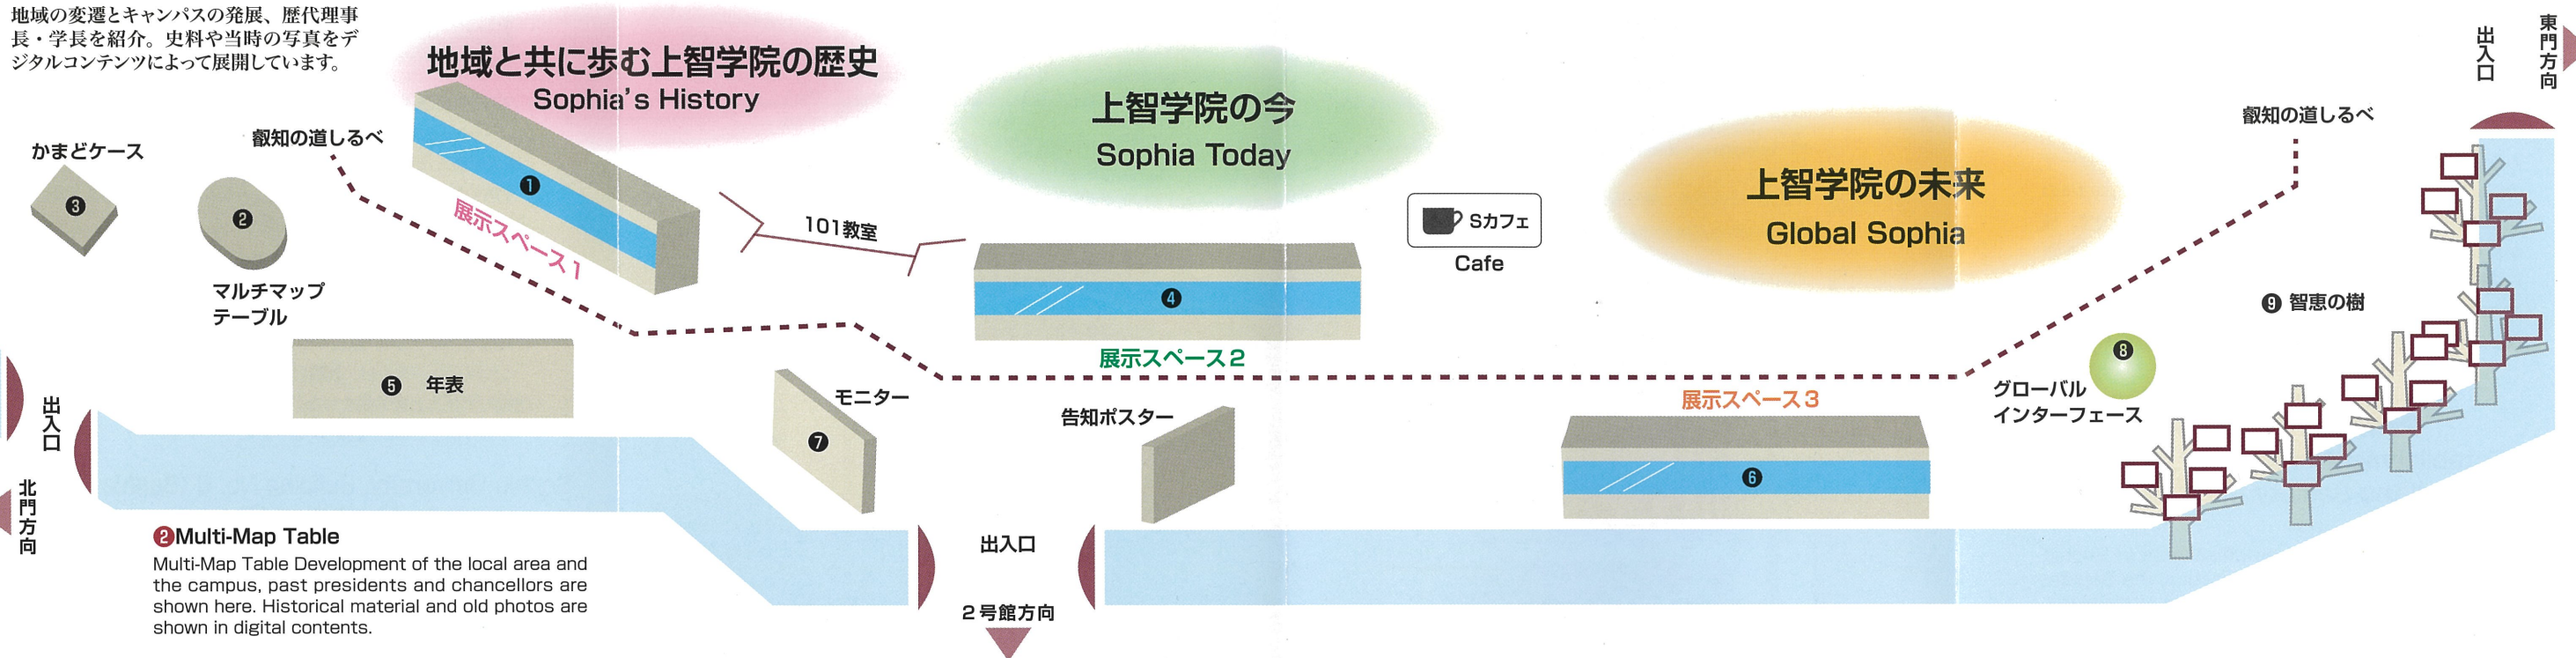 地域の変遷とキャンパスの発展、歴代理事
長・学長を紹介。史料や当時の写真をデ
ジタルコンテンツによって展開しています。
地域と共に歩む上智学院の歴史
Sophia's History
上智学院の今
Sophia Today
上智学院の未来
Global Sophia
東門方向
出入口
叡知の道しるべ
叡知の道しるべ
かまどケース
❸
❷
マルチマップ
テーブル
❶
展示スペース1
101教室
❹
展示スペース2
Sカフェ
Cafe
❾ 智恵の樹
❽
グローバル
インターフェース
❺ 年表
モニター
❼
告知ポスター
展示スペース3
❻
出入口
北門方向
❷Multi-Map Table
Multi-Map Table Development of the local area and
the campus, past presidents and chancellors are
shown here. Historical material and old photos are
shown in digital contents.
出入口
2号館方向